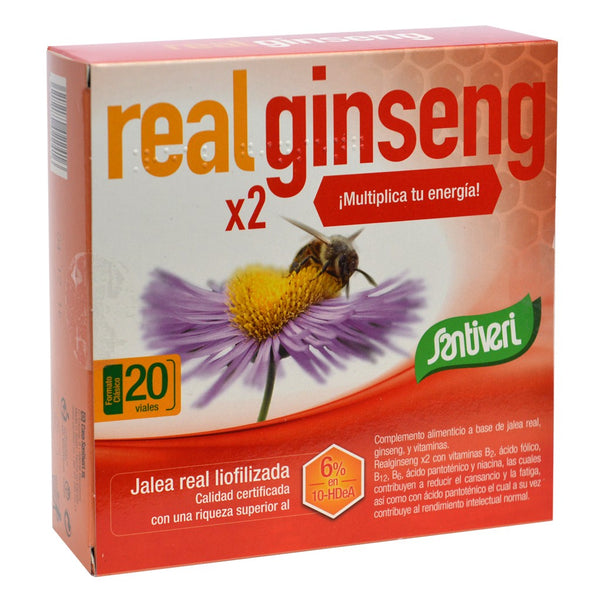 real ginseng
realginseng
x2
¡Multiplica tu energía!
Santiveri
Formato
Clásico
20
viales
Jalea real liofilizada
Calidad certificada
con una riqueza superior al
6%
en
10-HDeA
Complemento alimenticio a base de jalea real,
ginseng, y vitaminas.
Realginseng x2 con vitaminas B2, ácido fólico,
B12, B6, ácido pantoténico y niacina, las cuales
contribuyen a reducir el cansancio y la fatiga,
así como con ácido pantoténico el cual a su vez
contribuye al rendimiento intelectual normal.